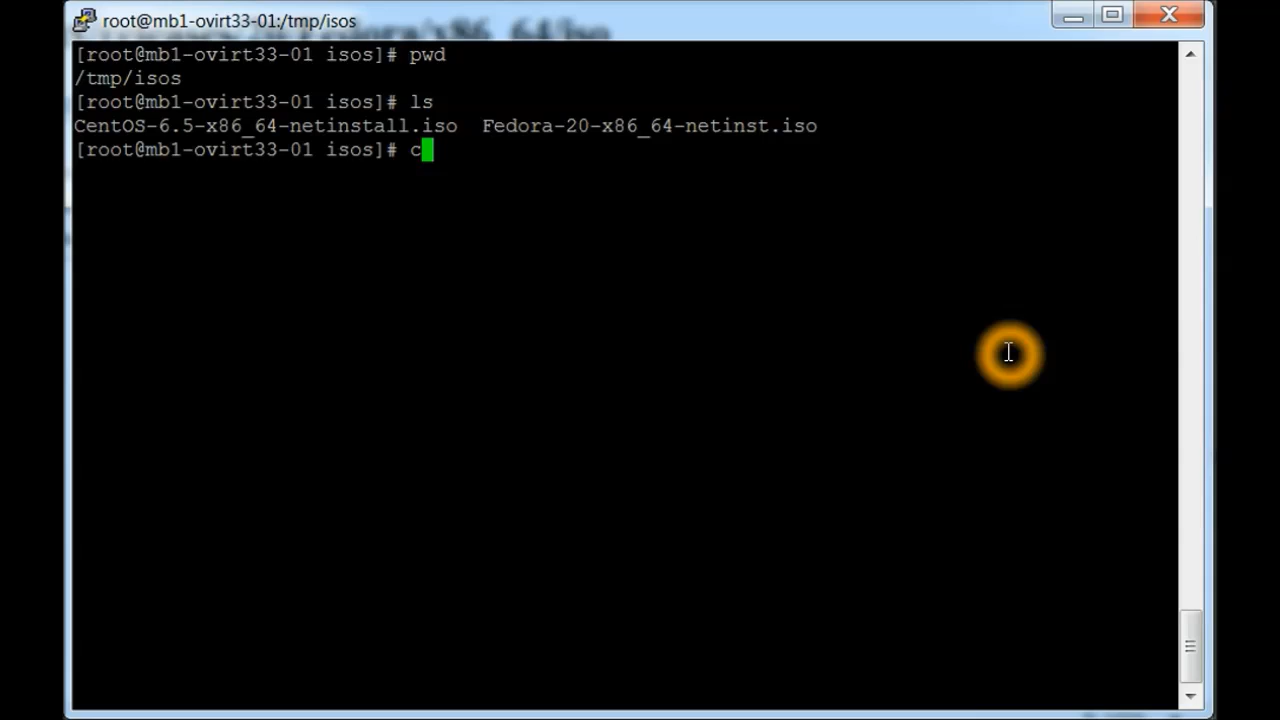 root@mb1-ovirt33-01:/tmp/isos
[root@mb1-ovirt33-01 isos]# pwd
/tmp/isos
[root@mb1-ovirt33-01 isos]# ls
CentOS-6.5-x86_64-netinstall.iso  Fedora-20-x86_64-netinst.iso
[root@mb1-ovirt33-01 isos]# c